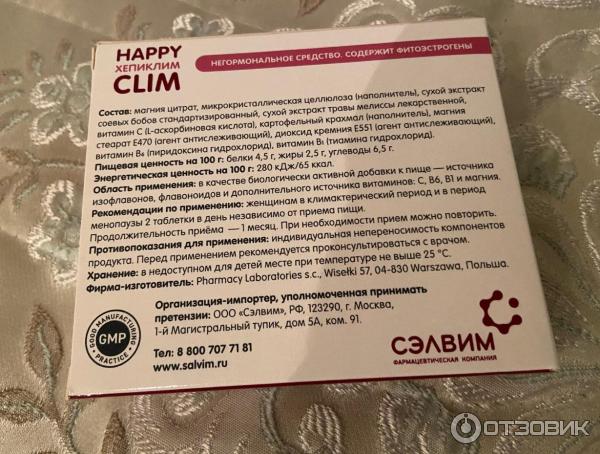 HAPPY
ХЕПИКЛИМ
CLIM
НЕГОРМОНАЛЬНОЕ СРЕДСТВО. СОДЕРЖИТ ФИТОЭСТРОГЕНЫ
Состав: магния цитрат, микрокристаллическая целлюлоза (наполнитель), сухой экстракт
соевых бобов стандартизированный, сухой экстракт травы мелиссы лекарственной,
витамин С (L-аскорбиновая кислота), картофельный крахмал (наполнитель), магния
стеарат Е470 (агент антислеживающий), диоксид кремния Е551 (агент антислеживающий),
витамин В₆ (пиридоксина гидрохлорид), витамин В₁ (тиамина гидрохлорид).
Пищевая ценность на 100 г: белки 4,5 г, жиры 2,5 г, углеводы 6,5 г.
Энергетическая ценность на 100 г: 280 кДж/65 ккал.
Область применения: в качестве биологически активной добавки к пище — источника
изофлавонов, флавоноидов и дополнительного источника витаминов: С, В6, В1 и магния.
Рекомендации по применению: женщинам в климактерический период и в период
менопаузы 2 таблетки в день независимо от приема пищи.
Продолжительность приёма — 1 месяц. При необходимости прием можно повторить.
Противопоказания для применения: индивидуальная непереносимость компонентов
продукта. Перед применением рекомендуется проконсультироваться с врачом.
Хранение: в недоступном для детей месте при температуре не выше 25 °C.
Фирма-изготовитель: Pharmacy Laboratories s.c., Wisełki 57, 04-830 Warszawa, Польша.
Организация-импортер, уполномоченная принимать
претензии: ООО «Сэлвим», РФ, 123290, г. Москва,
1-й Магистральный тупик, дом 5А, ком. 91.
Тел: 8 800 707 71 81
www.salvim.ru
GOOD MANUFACTURING
GMP
PRACTICE
СЭЛВИМ
ФАРМАЦЕВТИЧЕСКАЯ КОМПАНИЯ
ОТЗОВИК